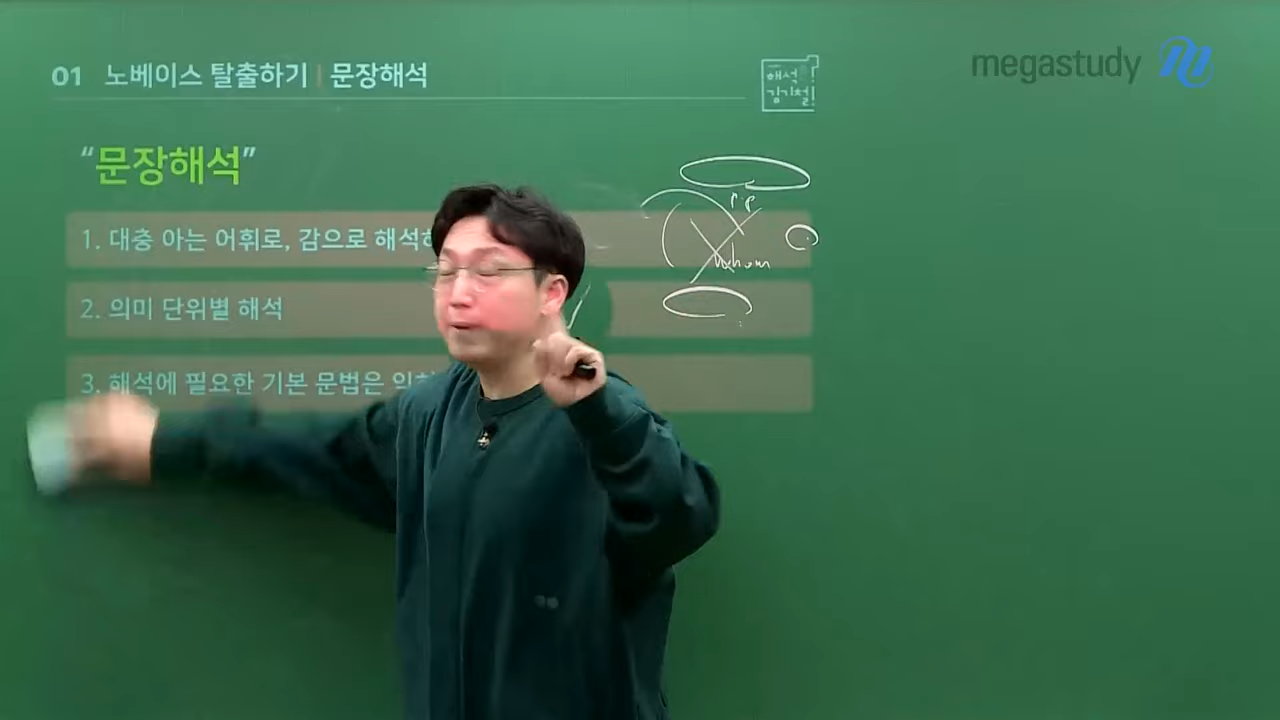 01 노베이스 탈출하기 | 문장해석
해석
김기철!
megastudy
“문장해석”
p.p
1. 대충 아는 어휘로, 감으로 해석
whom
2. 의미 단위별 해석
3. 해석에 필요한 기본 문법은